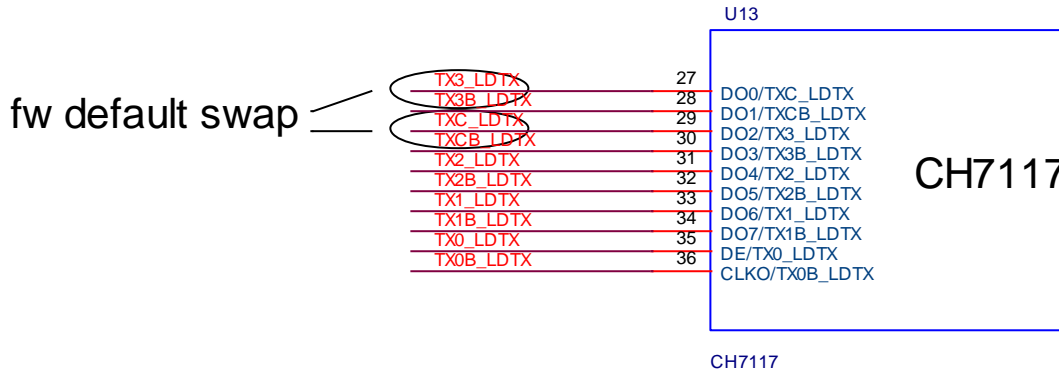 U13
fw default swap
TX3_LDTX 27 DO0/TXC_LDTX
TX3B_LDTX 28 DO1/TXCB_LDTX
TXC_LDTX 29 DO2/TX3_LDTX
TXCB_LDTX 30 DO3/TX3B_LDTX
TX2_LDTX 31 DO4/TX2_LDTX
TX2B_LDTX 32 DO5/TX2B_LDTX
TX1_LDTX 33 DO6/TX1_LDTX
TX1B_LDTX 34 DO7/TX1B_LDTX
TX0_LDTX 35 DE/TX0_LDTX
TX0B_LDTX 36 CLKO/TX0B_LDTX
CH7117
CH7117